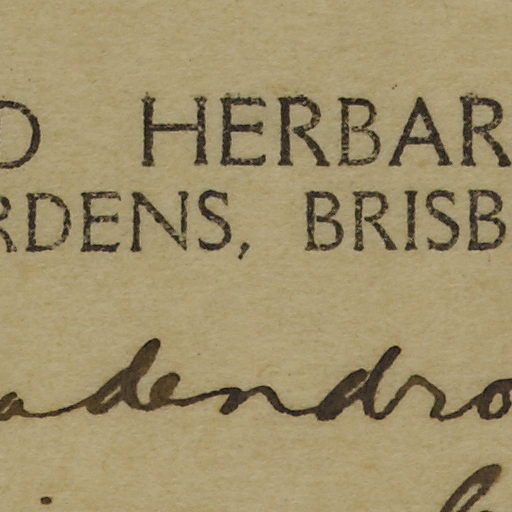 D HERBAR
RDENS, BRISB
adendro